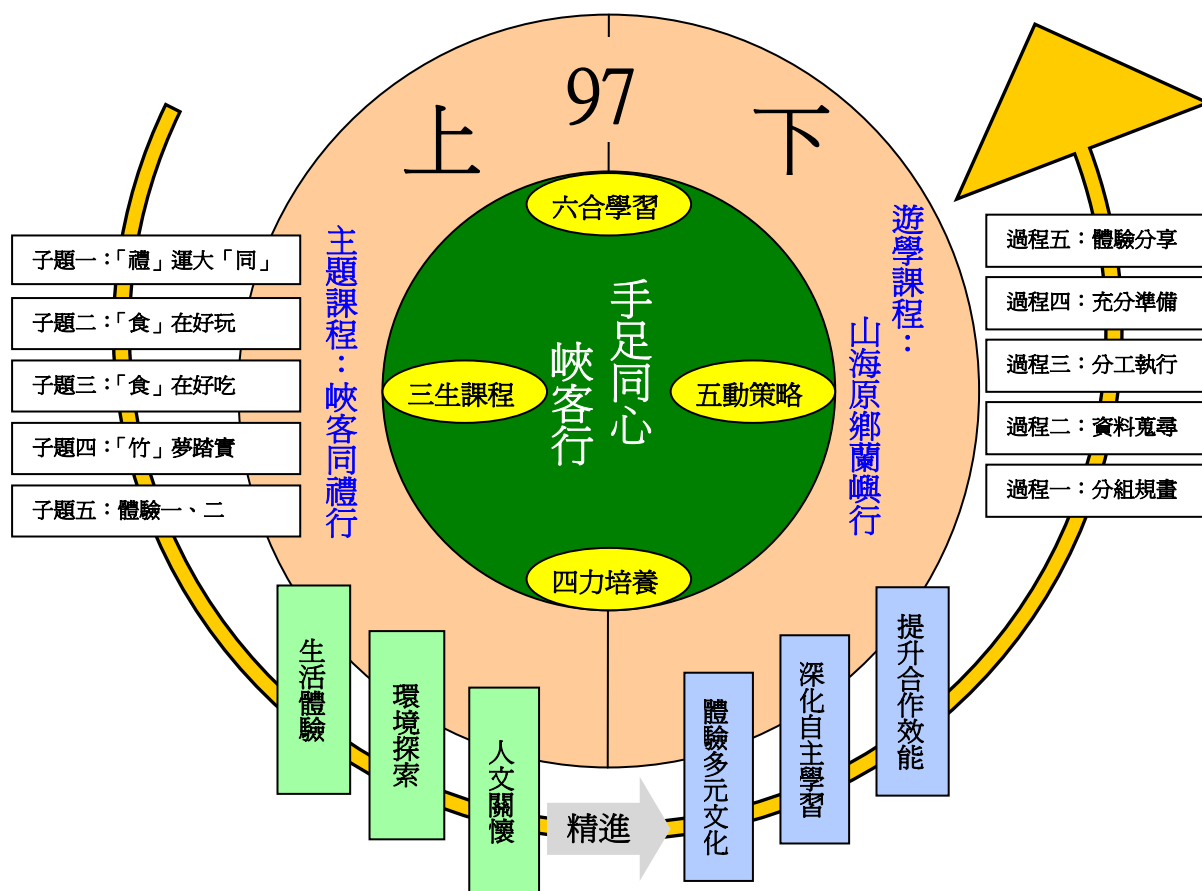 97
上
下
六合學習
三生課程
五動策略
四力培養
手足同心
峽客行
主題課程：峽客同禮行
遊學課程：
山海原鄉蘭嶼行
子題一：「禮」運大「同」
子題二：「食」在好玩
子題三：「食」在好吃
子題四：「竹」夢踏實
子題五：體驗一、二
過程五：體驗分享
過程四：充分準備
過程三：分工執行
過程二：資料蒐尋
過程一：分組規畫
生活體驗
環境探索
人文關懷
精進
體驗多元文化
深化自主學習
提升合作效能